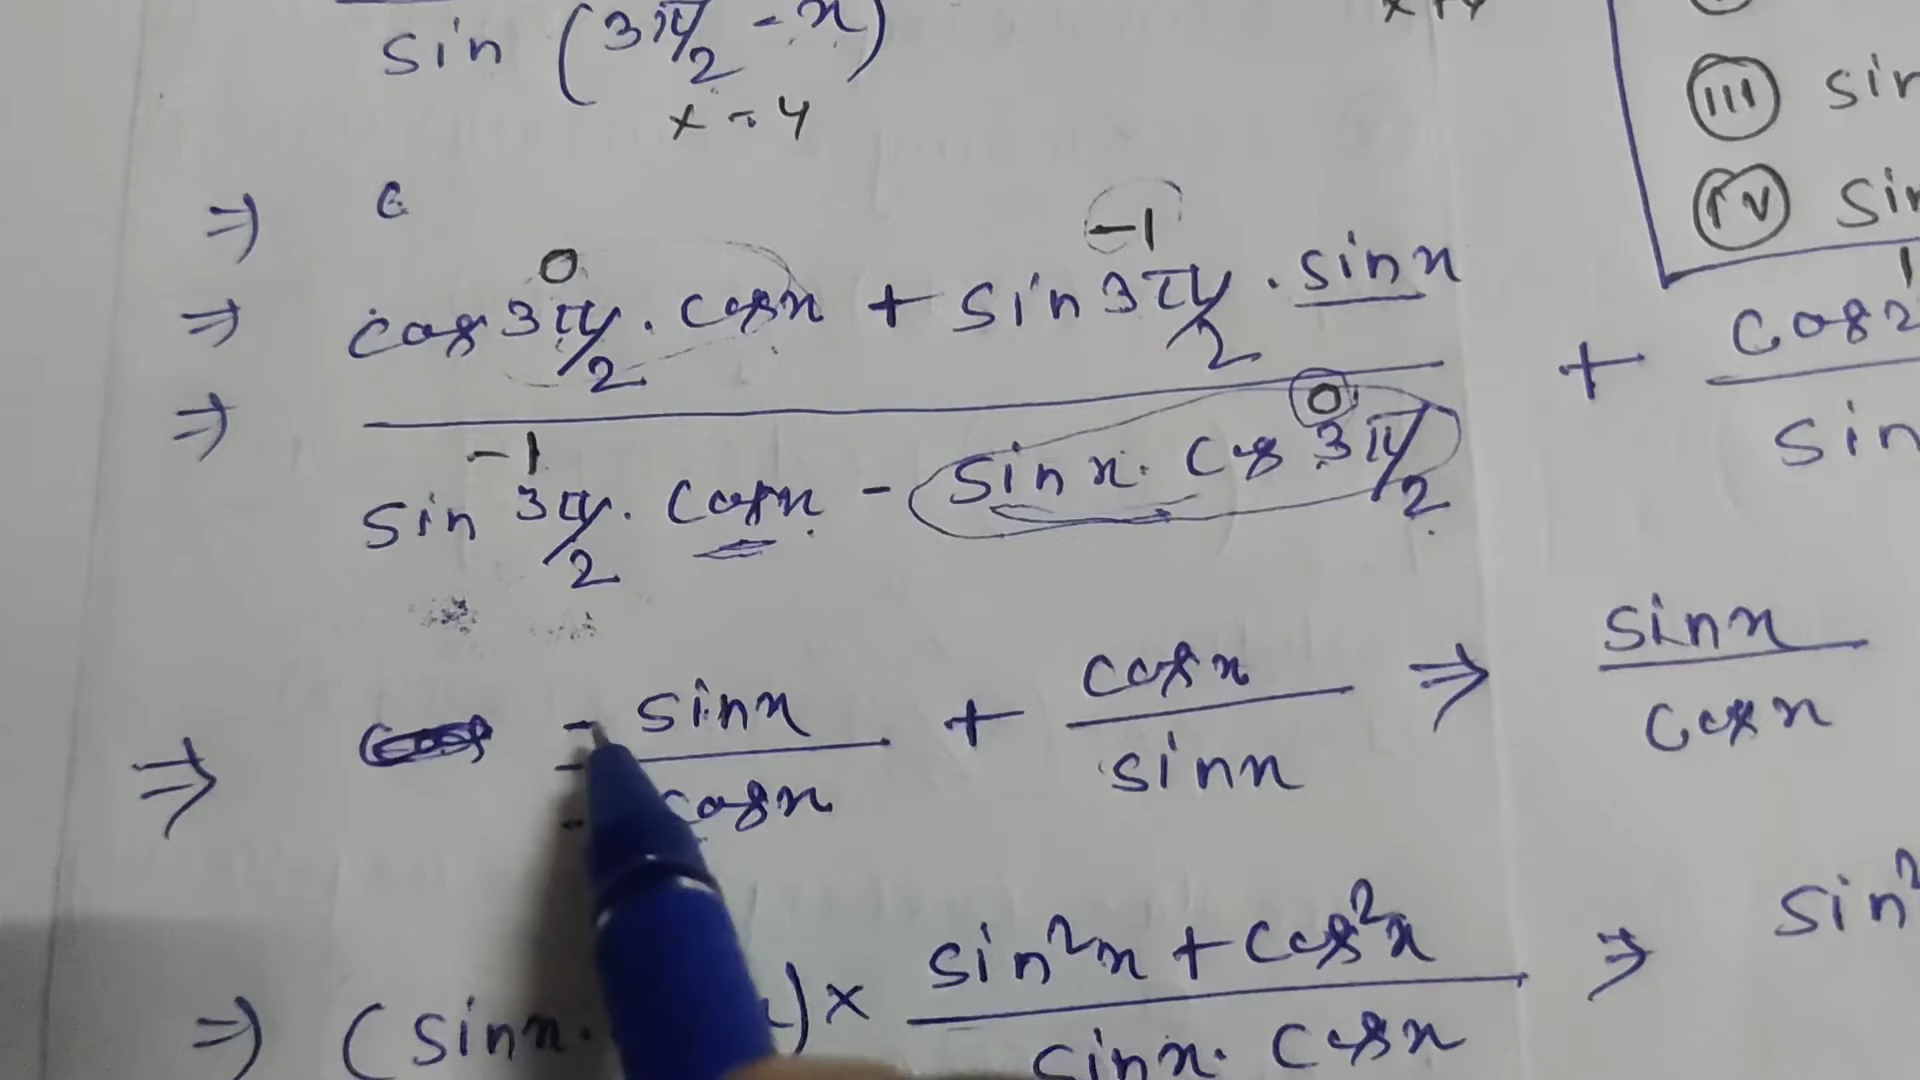 sin (3π/2 - x)
x = y
III sin
⇒
IV sin
0
-1
⇒ cos 3π/2 . cos x + sin 3π/2 . sin x
+ cos
⇒
0
sin
-1
sin 3π/2 . cos x - sin x . cos 3π/2
⇒ - sin x / - cos x + cos x / sin x ⇒ sin x / cos x
⇒ (sin x . ) × sin²x + cos²x / sin x . cos x ⇒ sin²